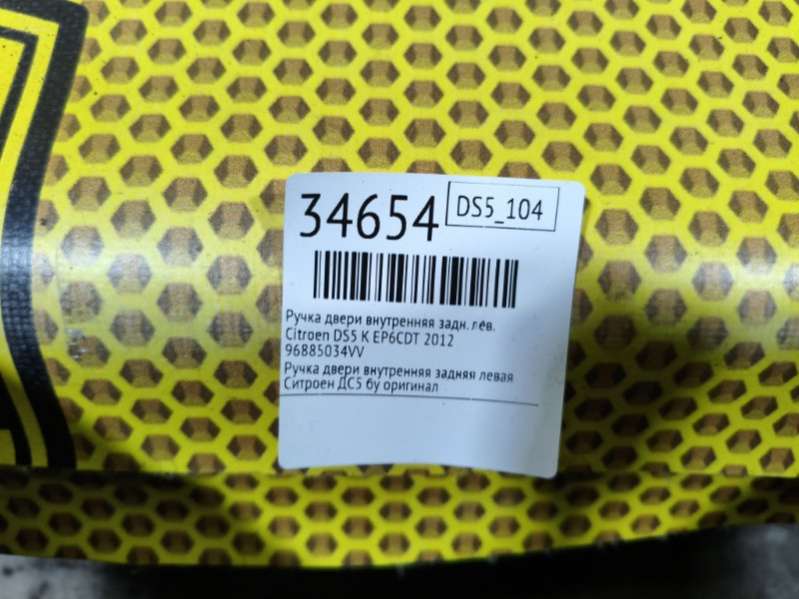 34654
DS5_104
Ручка двери внутренняя задн. лев.
Citroen DS5 K EP6CDT 2012
96885034VV
Ручка двери внутренняя задняя левая
Ситроен ДС5 бу оригинал